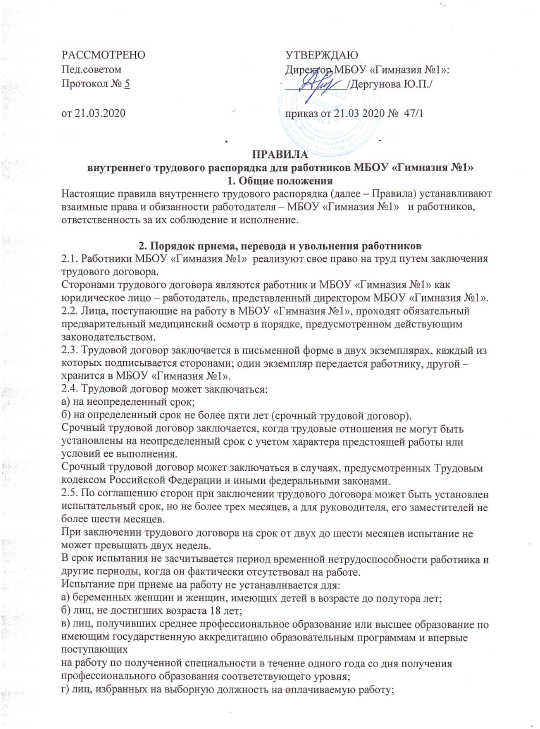 РАССМОТРЕНО
УТВЕРЖДАЮ
Пед.советом
Директор МБОУ «Гимназия №1»:
Протокол № 5
/Дергунова Ю.П./
от 21.03.2020
приказ от 21.03 2020 № 47/1
ПРАВИЛА
внутреннего трудового распорядка для работников МБОУ «Гимназия №1»
1. Общие положения
Настоящие правила внутреннего трудового распорядка (далее – Правила) устанавливают
взаимные права и обязанности работодателя – МБОУ «Гимназия №1» и работников,
ответственность за их соблюдение и исполнение.
2. Порядок приема, перевода и увольнения работников
2.1. Работники МБОУ «Гимназия №1» реализуют свое право на труд путем заключения
трудового договора.
Сторонами трудового договора являются работник и МБОУ «Гимназия №1» как
юридическое лицо – работодатель, представленный директором МБОУ «Гимназия №1».
2.2. Лица, поступающие на работу в МБОУ «Гимназия №1», проходят обязательный
предварительный медицинский осмотр в порядке, предусмотренном действующим
законодательством.
2.3. Трудовой договор заключается в письменной форме в двух экземплярах, каждый из
которых подписывается сторонами; один экземпляр передается работнику, другой –
хранится в МБОУ «Гимназия №1».
2.4. Трудовой договор может заключаться:
а) на неопределенный срок;
б) на определенный срок не более пяти лет (срочный трудовой договор).
Срочный трудовой договор заключается, когда трудовые отношения не могут быть
установлены на неопределенный срок с учетом характера предстоящей работы или
условий ее выполнения.
Срочный трудовой договор может заключаться в случаях, предусмотренных Трудовым
кодексом Российской Федерации и иными федеральными законами.
2.5. По соглашению сторон при заключении трудового договора может быть установлен
испытательный срок, но не более трех месяцев, а для руководителя, его заместителей не
более шести месяцев.
При заключении трудового договора на срок от двух до шести месяцев испытание не
может превышать двух недель.
В срок испытания не засчитывается период временной нетрудоспособности работника и
другие периоды, когда он фактически отсутствовал на работе.
Испытание при приеме на работу не устанавливается для:
а) беременных женщин и женщин, имеющих детей в возрасте до полутора лет;
б) лиц, не достигших возраста 18 лет;
в) лиц, получивших среднее профессиональное образование или высшее образование по
имеющим государственную аккредитацию образовательным программам и впервые
поступающих
на работу по полученной специальности в течение одного года со дня получения
профессионального образования соответствующего уровня;
г) лиц, избранных на выборную должность на оплачиваемую работу;